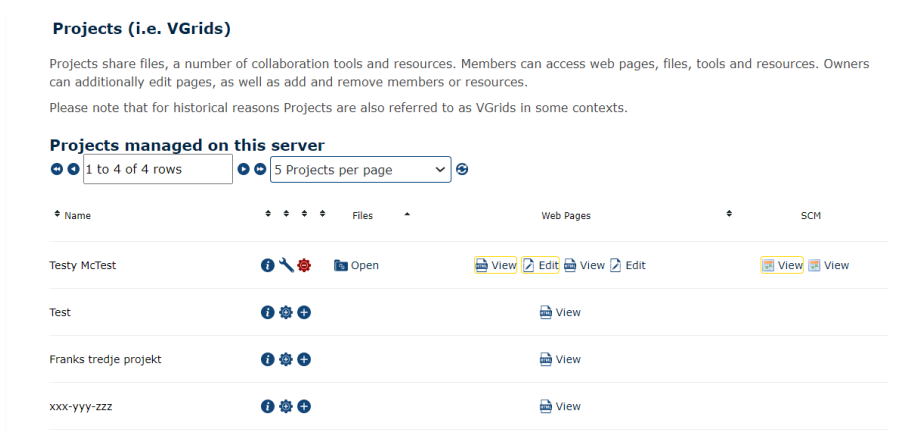 Projects (i.e. VGrids)
Projects share files, a number of collaboration tools and resources. Members can access web pages, files, tools and resources. Owners
can additionally edit pages, as well as add and remove members or resources.
Please note that for historical reasons Projects are also referred to as VGrids in some contexts.
Projects managed on this server
1 to 4 of 4 rows 5 Projects per page
Name Files Web Pages SCM
Testy McTest Open View Edit View Edit View View
Test View
Franks tredje projekt View
xxx-yyy-zzz View